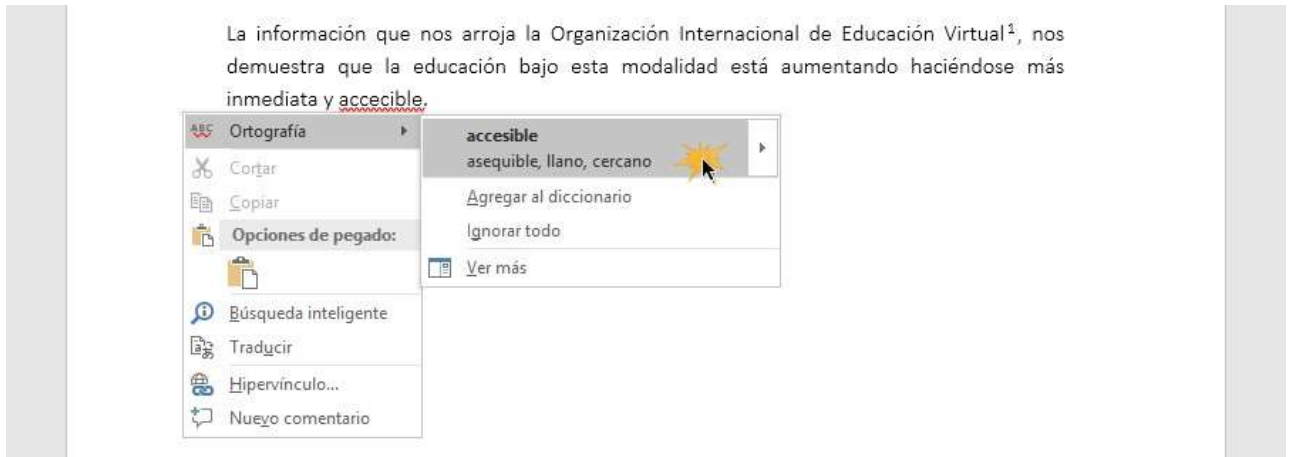 La información que nos arroja la Organización Internacional de Educación Virtual¹, nos
demuestra que la educación bajo esta modalidad está aumentando haciéndose más
inmediata y accecible.
ABC Ortografía
Cortar
Copiar
Opciones de pegado:
Búsqueda inteligente
Traducir
Hipervínculo...
Nuevo comentario
accesible
asequible, llano, cercano
Agregar al diccionario
Ignorar todo
Ver más